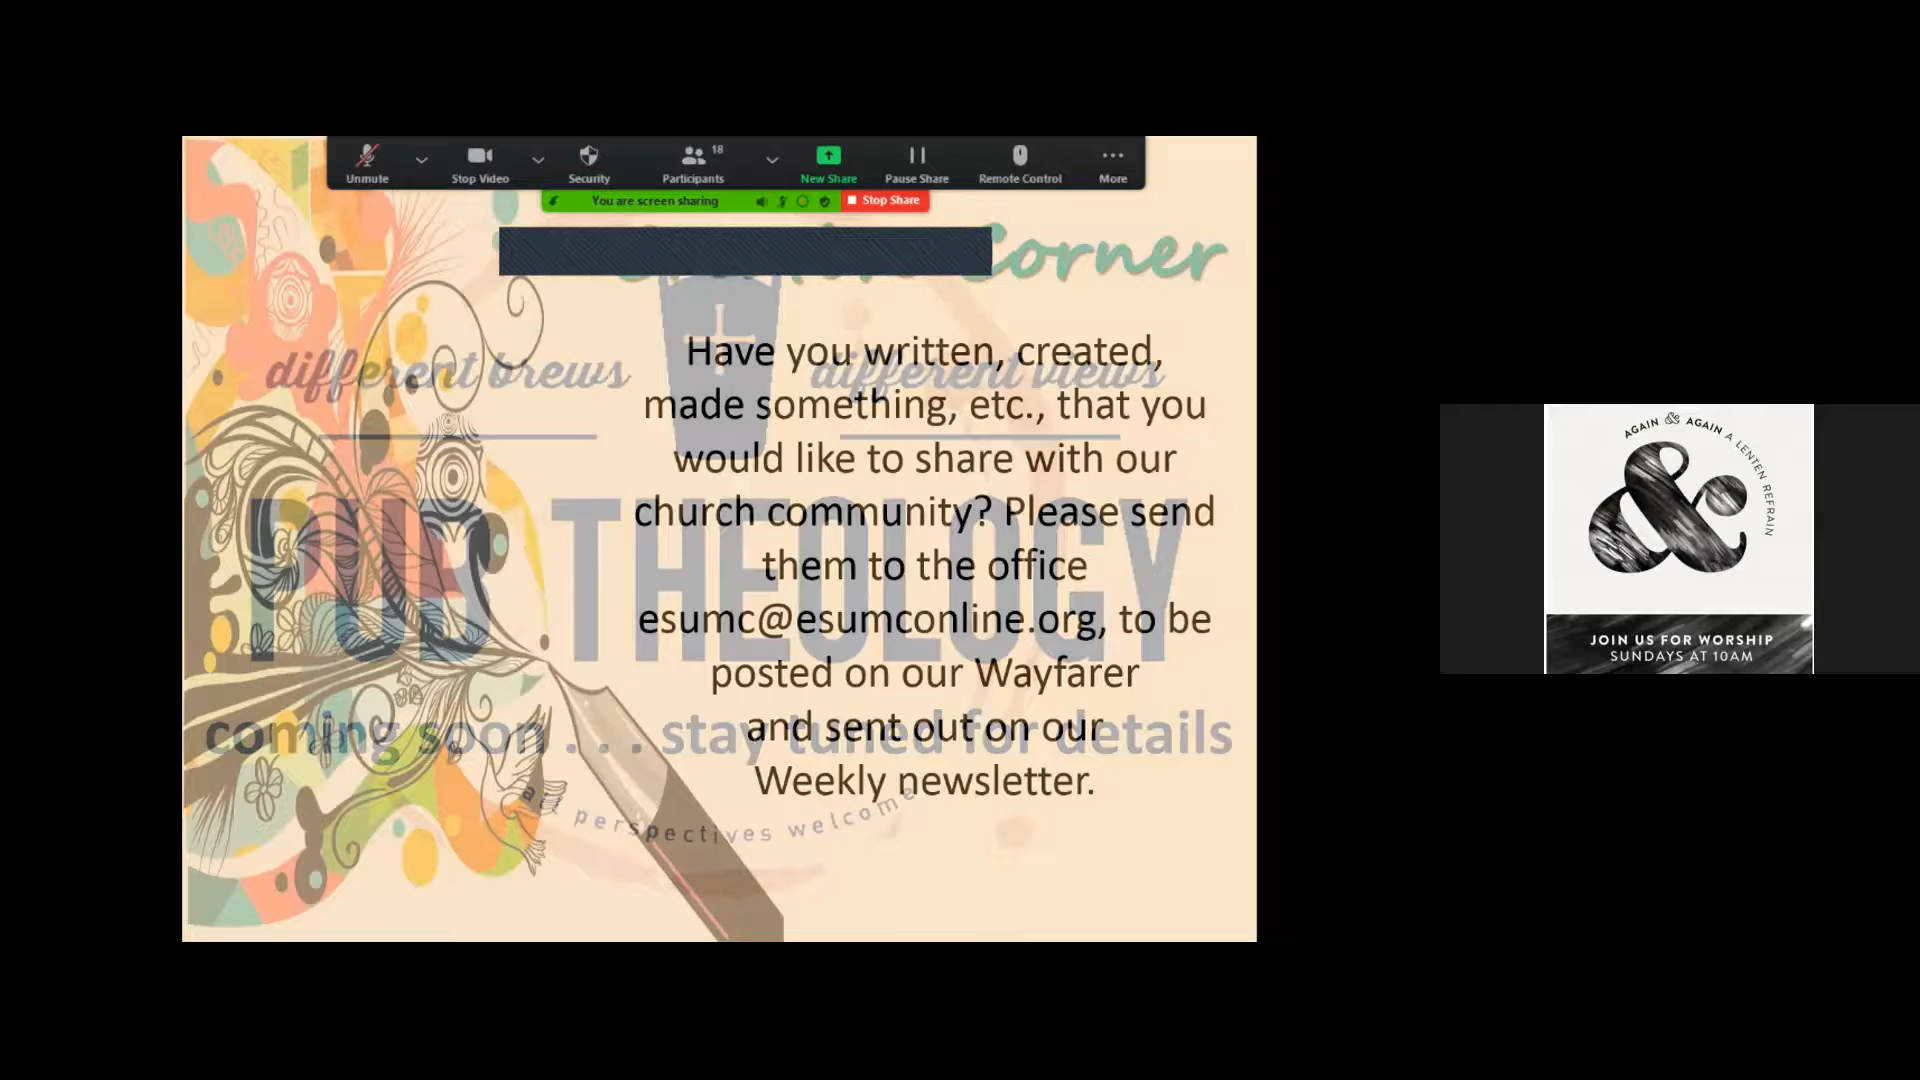 Unmute
Stop Video
Security
Participants 18
New Share
Pause Share
Remote Control
More
You are screen sharing
Stop Share
Corner
different brews
different views
PUB THEOLOGY
coming soon . . . stay tuned for details
perspectives welcome
Have you written, created,
made something, etc., that you
would like to share with our
church community? Please send
them to the office
esumc@esumconline.org, to be
posted on our Wayfarer
and sent out on our
Weekly newsletter.
AGAIN & AGAIN A LENTEN REFRAIN
&
JOIN US FOR WORSHIP
SUNDAYS AT 10AM